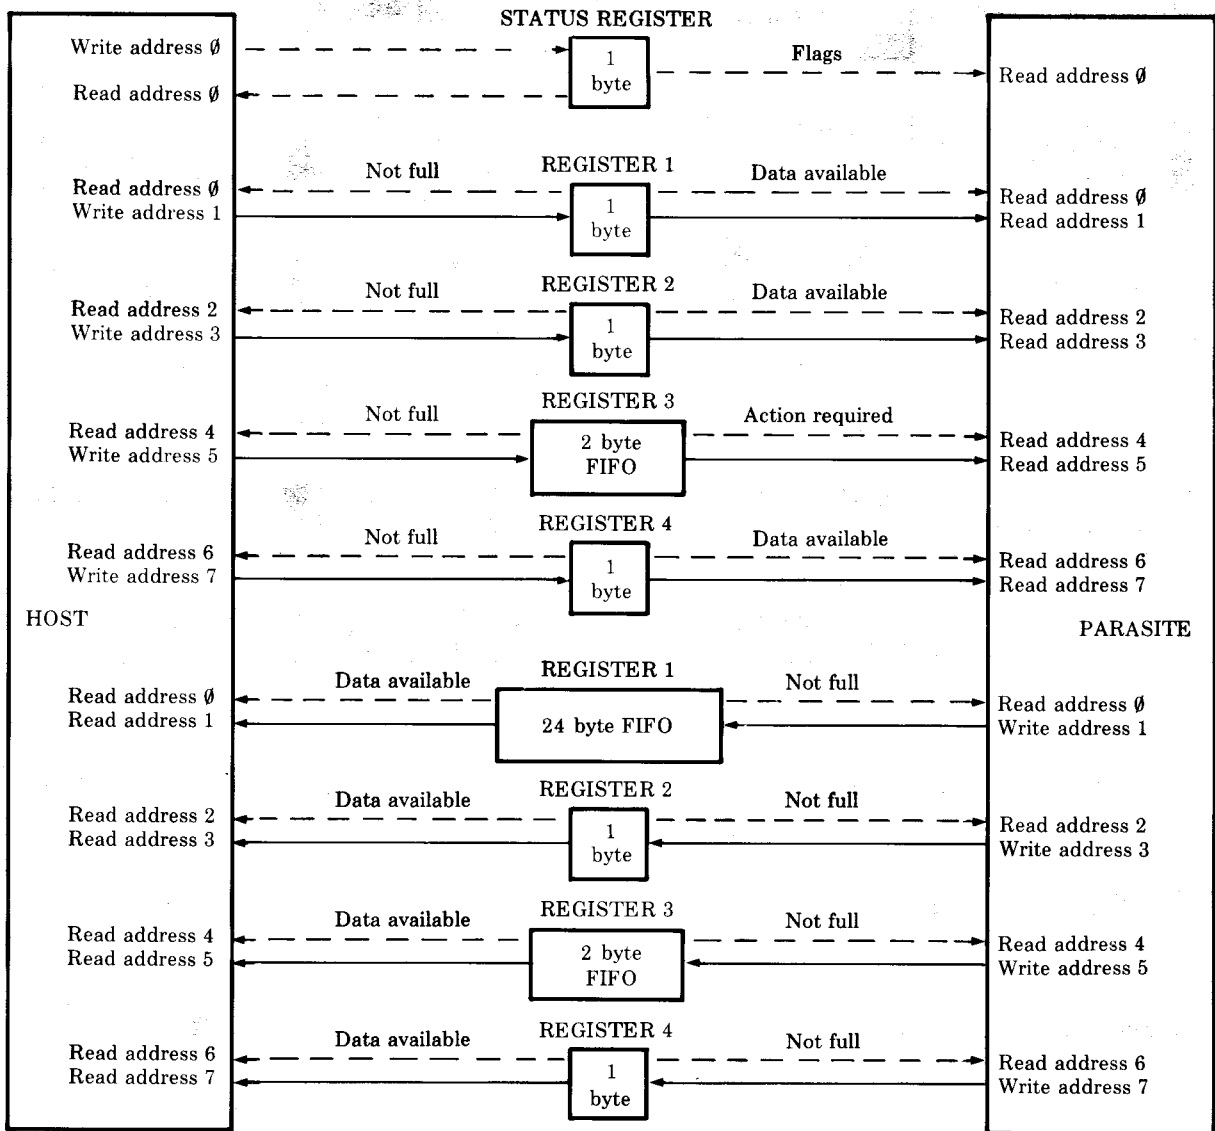 STATUS REGISTER
Write address Ø
1
byte
Flags
Read address Ø
Read address Ø
REGISTER 1
Not full
Data available
Read address Ø
Write address 1
1
byte
Read address Ø
Read address 1
REGISTER 2
Not full
Data available
Read address 2
Write address 3
1
byte
Read address 2
Read address 3
REGISTER 3
Not full
Action required
Read address 4
Write address 5
2 byte
FIFO
Read address 4
Read address 5
REGISTER 4
Not full
Data available
Read address 6
Write address 7
1
byte
Read address 6
Read address 7
HOST
PARASITE
REGISTER 1
Data available
Not full
Read address Ø
Read address 1
24 byte FIFO
Read address Ø
Write address 1
REGISTER 2
Data available
Not full
Read address 2
Read address 3
1
byte
Read address 2
Write address 3
REGISTER 3
Data available
Not full
Read address 4
Read address 5
2 byte
FIFO
Read address 4
Write address 5
REGISTER 4
Data available
Not full
Read address 6
Read address 7
1
byte
Read address 6
Write address 7